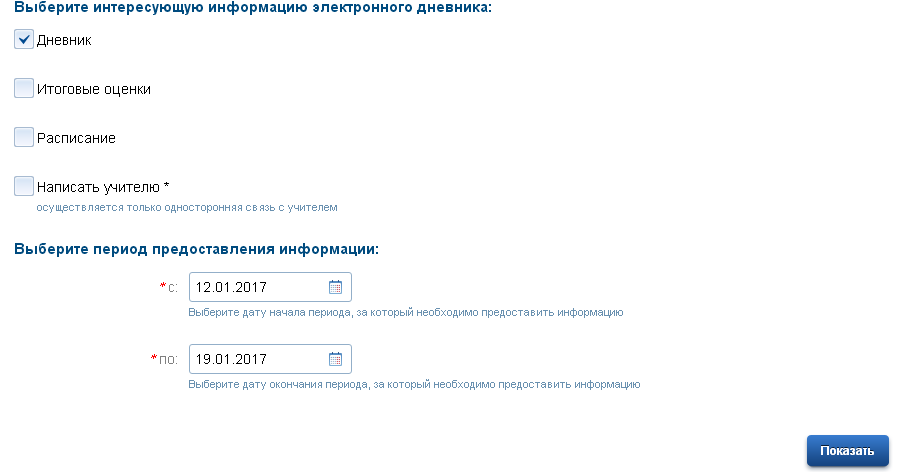 Выберите интересующую информацию электронного дневника:
Дневник
Итоговые оценки
Расписание
Написать учителю *
осуществляется только односторонняя связь с учителем
Выберите период предоставления информации:
* с: 12.01.2017
Выберите дату начала периода, за который необходимо предоставить информацию
* по: 19.01.2017
Выберите дату окончания периода, за который необходимо предоставить информацию
Показать